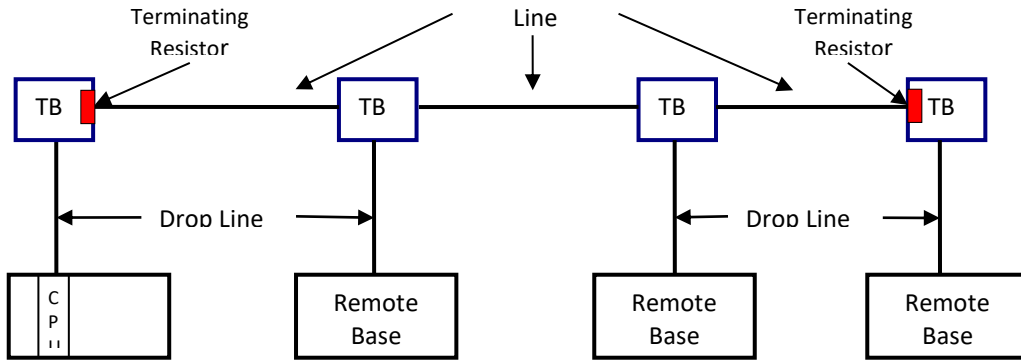 Terminating
Resistor
Line
Terminating
Resistor
TB
TB
TB
TB
Drop Line
Drop Line
C
P
Remote
Base
Remote
Base
Remote
Base